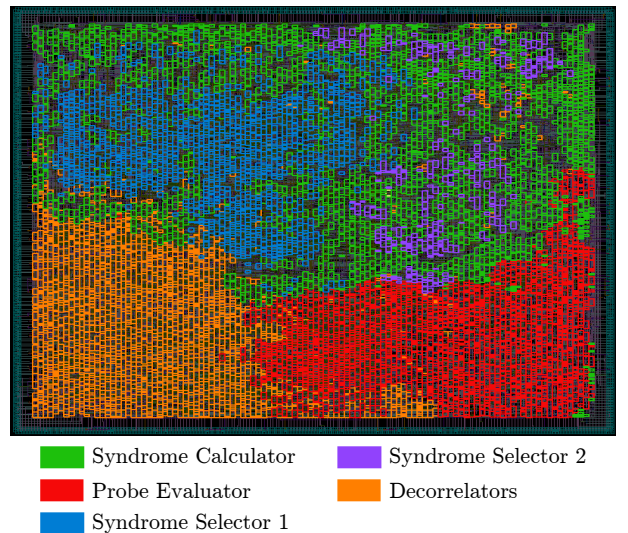 Syndrome Calculator
Syndrome Selector 2
Probe Evaluator
Decorrelators
Syndrome Selector 1